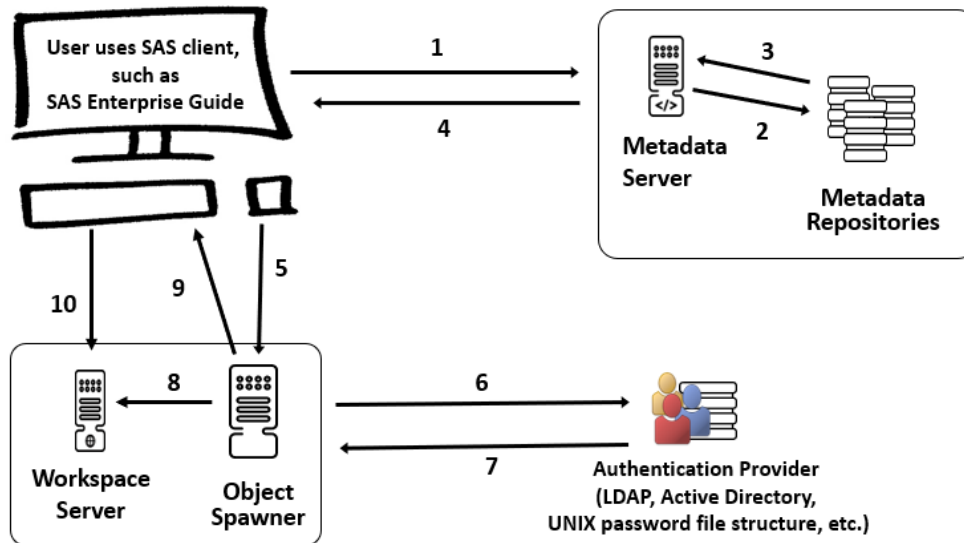 User uses SAS client,
such as
SAS Enterprise Guide
1
4
3
2
</>
Metadata
Server
Metadata
Repositories
10
9
5
8
6
7
Workspace
Server
Object
Spawner
Authentication Provider
(LDAP, Active Directory,
UNIX password file structure, etc.)